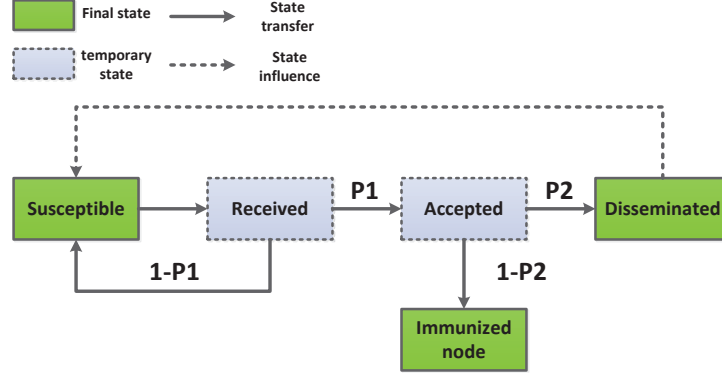 Final state
State
transfer
temporary
state
State
influence
Susceptible
Received
P1
Accepted
P2
Disseminated
1-P1
1-P2
Immunized
node